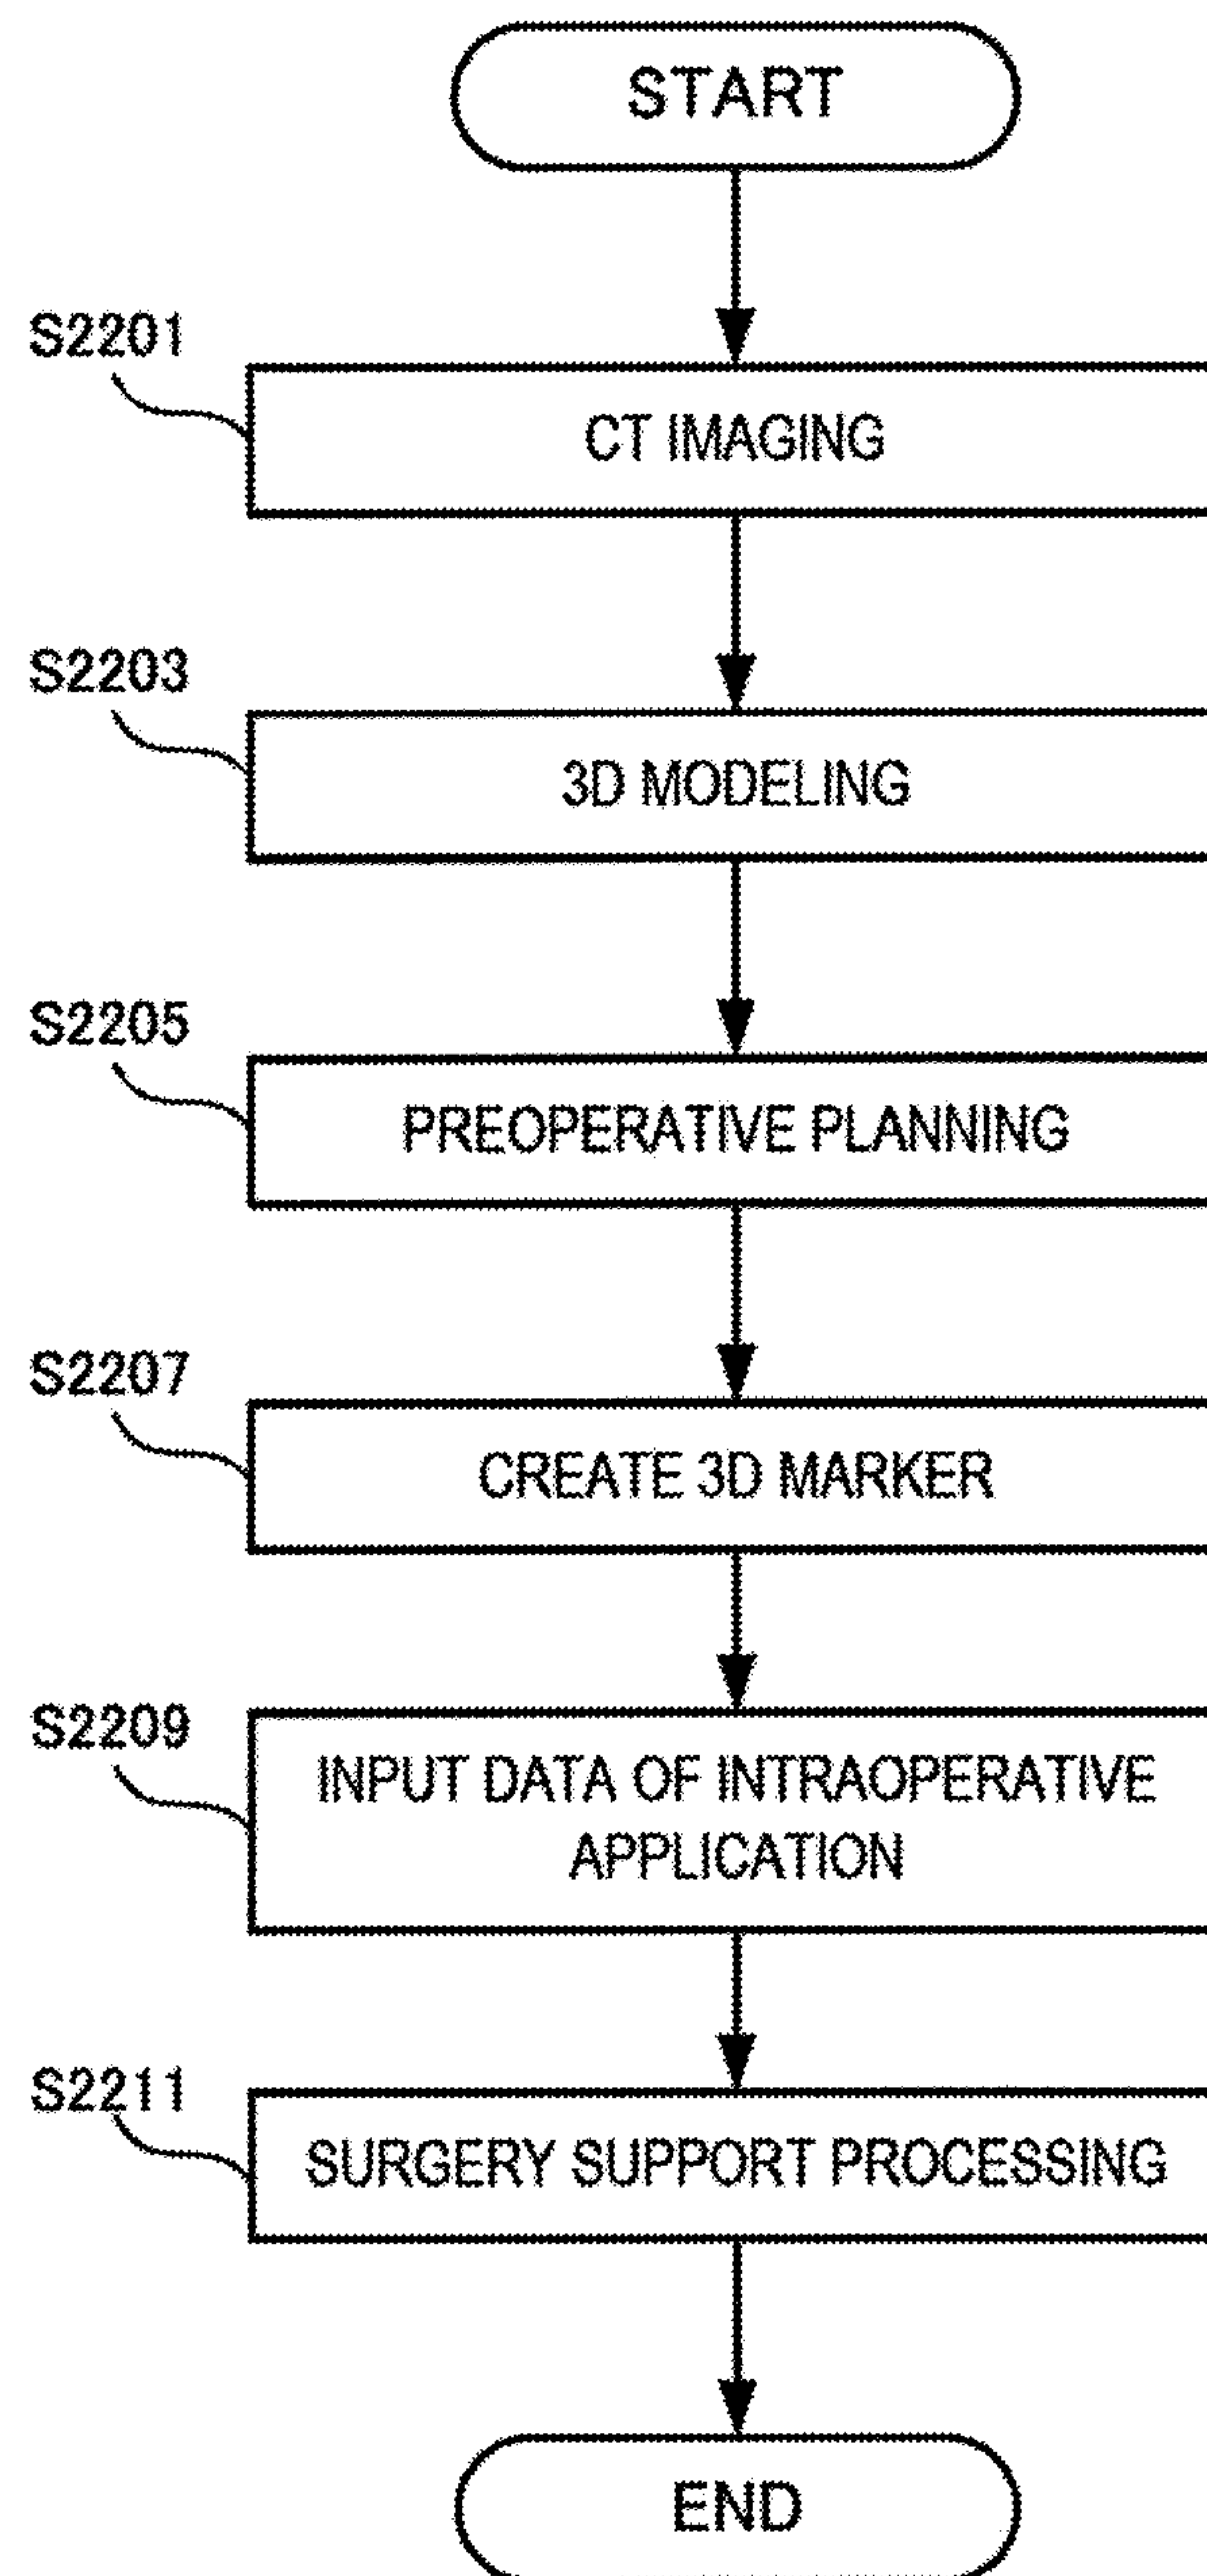 START
S2201
CT IMAGING
S2203
3D MODELING
S2205
PREOPERATIVE PLANNING
S2207
CREATE 3D MARKER
S2209
INPUT DATA OF INTRAOPERATIVE
APPLICATION
S2211
SURGERY SUPPORT PROCESSING
END